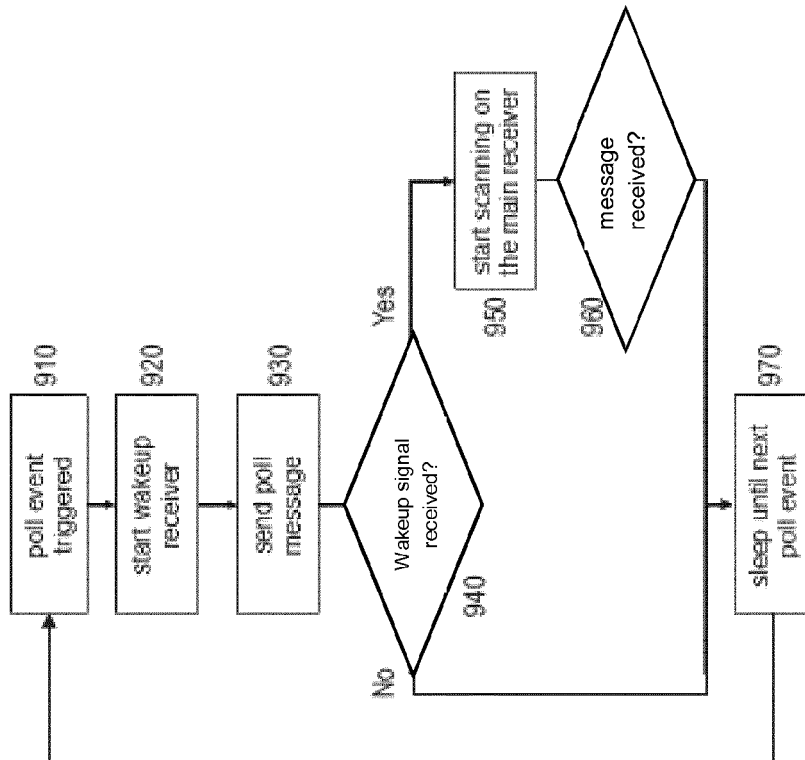 poll event
triggered
910
start wakeup
receiver
920
send poll
message
930
Wakeup signal
received?
940
No
Yes
start scanning on
the main receiver
950
message
received?
960
sleep until next
poll event
970